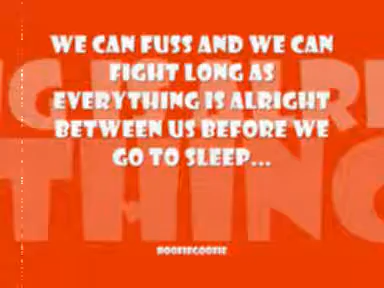 WE CAN FUSS AND WE CAN
FIGHT LONG AS
EVERYTHING IS ALRIGHT
BETWEEN US BEFORE WE
GO TO SLEEP...